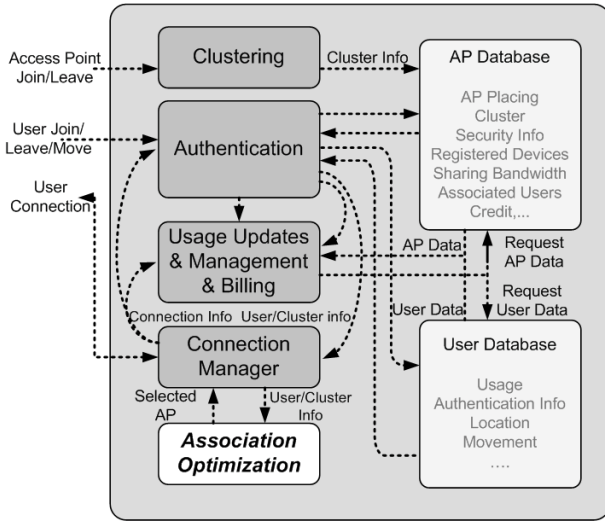 Access Point
Join/Leave
Clustering
Cluster Info
AP Database
AP Placing
Cluster
Security Info
Registered Devices
Sharing Bandwidth
Associated Users
Credit,...
User Join/
Leave/Move
Authentication
User
Connection
Usage Updates
& Management
& Billing
AP Data
Request
AP Data
Request
User Data
User Data
Connection Info
User/Cluster info
Connection
Manager
Selected
AP
User/Cluster
Info
Association
Optimization
User Database
Usage
Authentication Info
Location
Movement
....